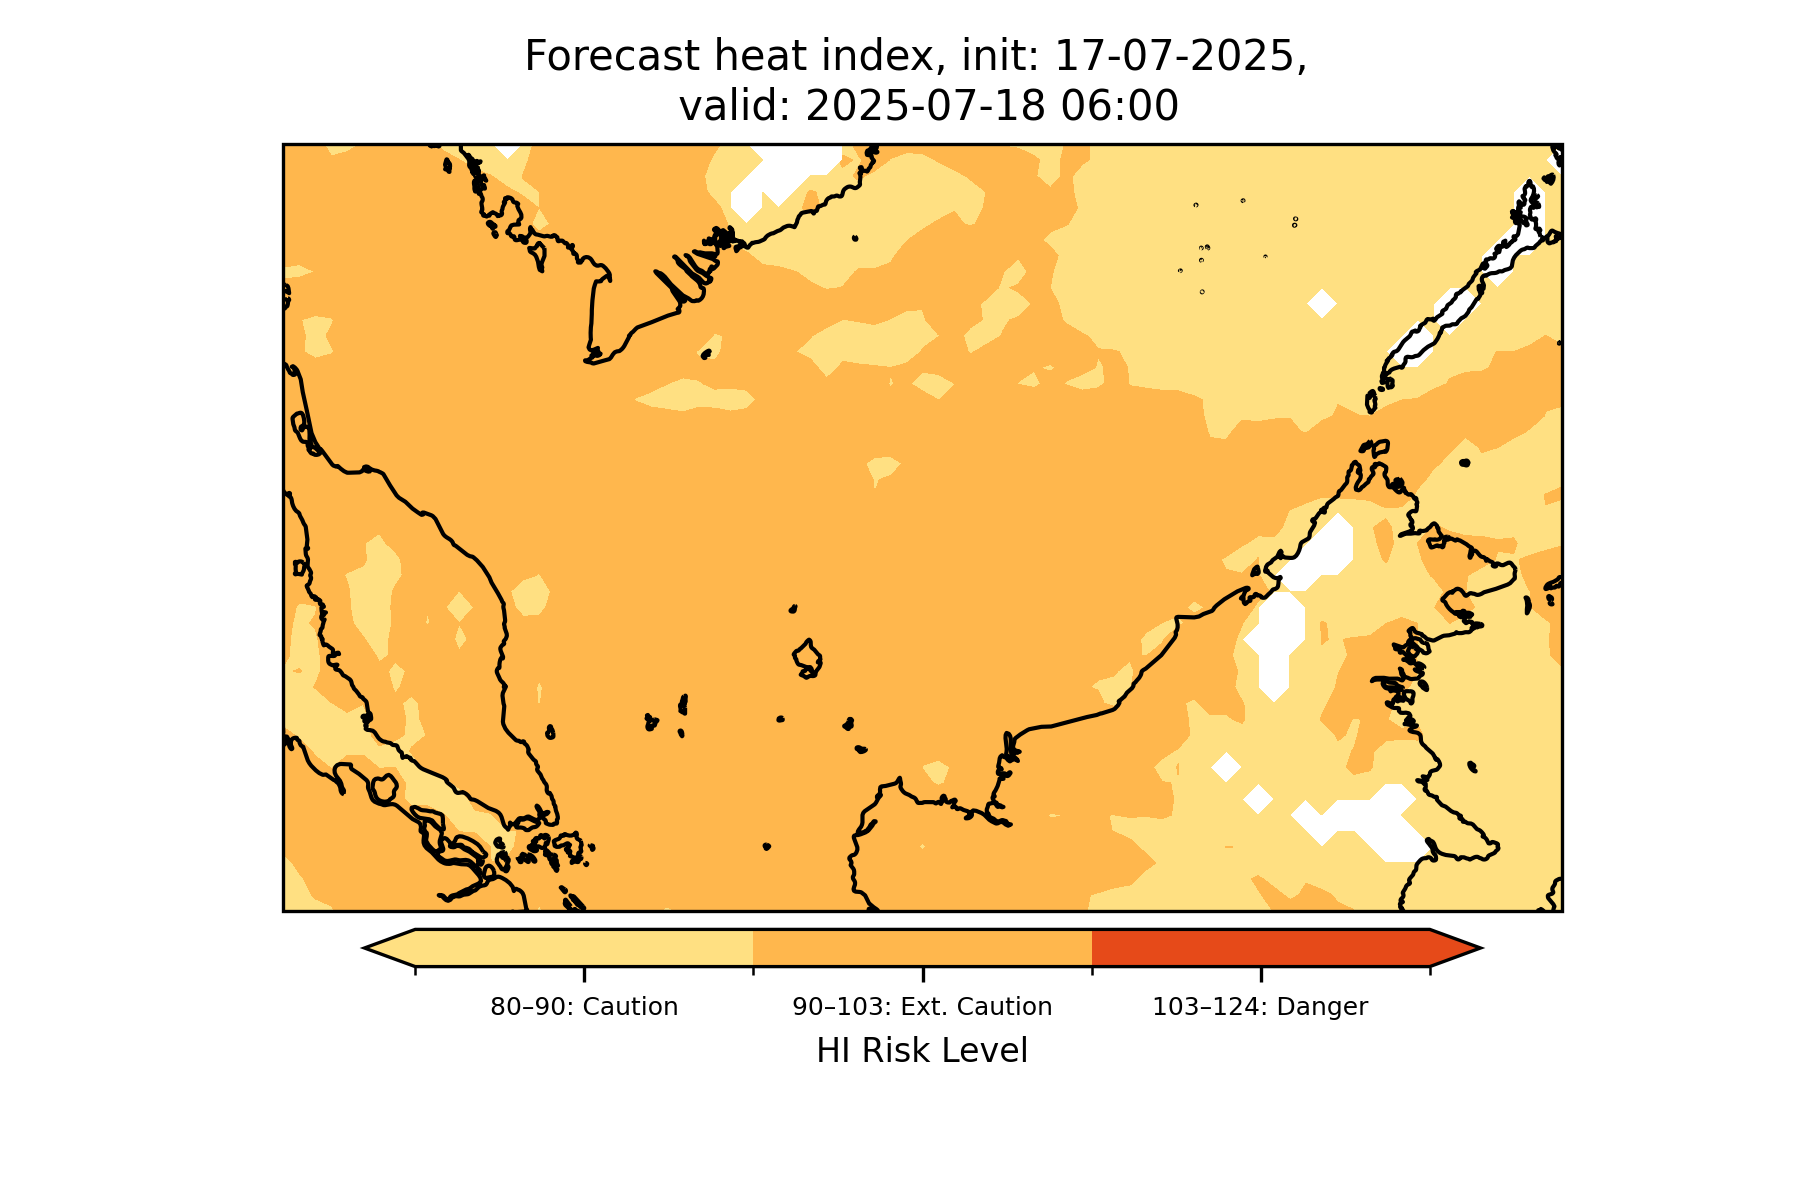 Forecast heat index, init: 17-07-2025,
valid: 2025-07-18 06:00
80–90: Caution
90–103: Ext. Caution
103–124: Danger
HI Risk Level